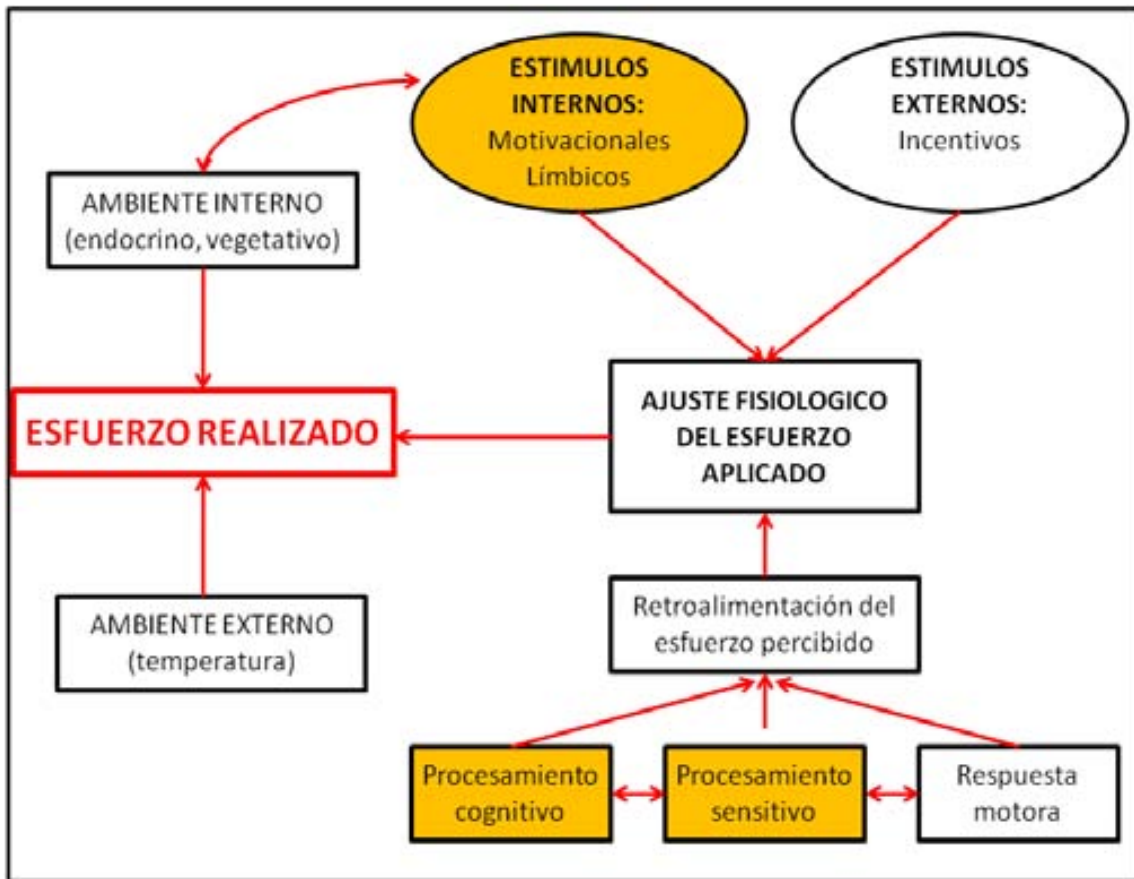 ESTIMULOS
INTERNOS:
Motivacionales
Límbicos
ESTIMULOS
EXTERNOS:
Incentivos
AMBIENTE INTERNO
(endocrino, vegetativo)
ESFUERZO REALIZADO
AJUSTE FISIOLOGICO
DEL ESFUERZO
APLICADO
AMBIENTE EXTERNO
(temperatura)
Retroalimentación del
esfuerzo percibido
Procesamiento
cognitivo
Procesamiento
sensitivo
Respuesta
motora